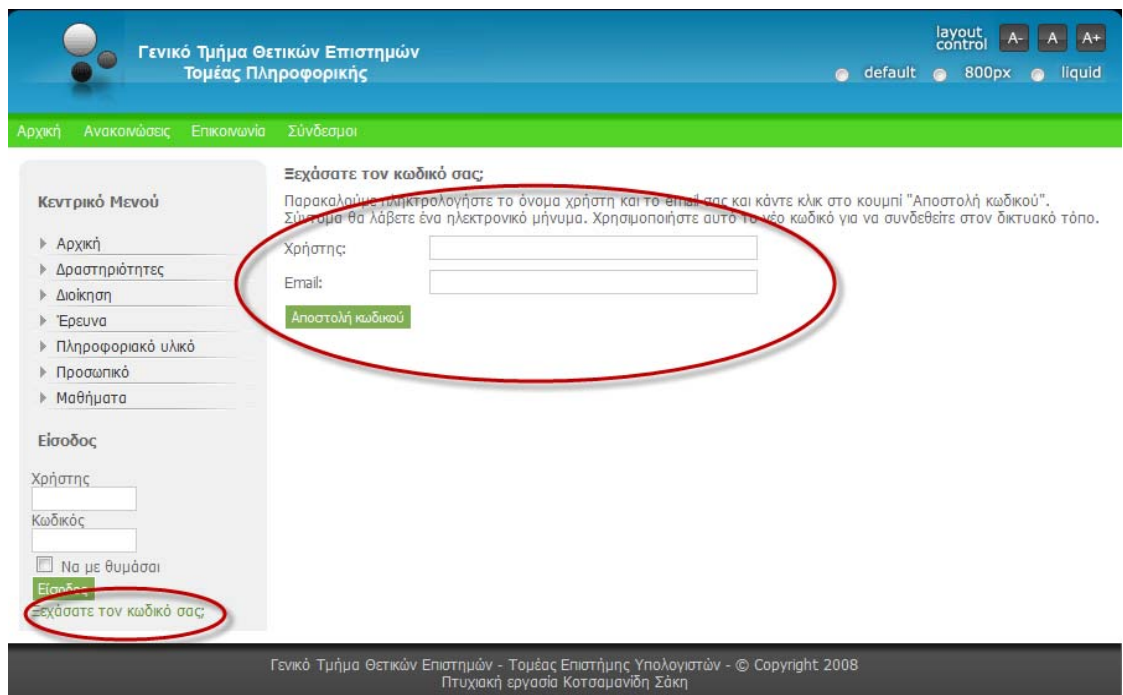 Γενικό Τμήμα Θετικών Επιστημών
Τομέας Πληροφορικής
layout control A- A A+
default 800px liquid
Αρχική Ανακοινώσεις Επικοινωνία Σύνδεσμοι
Κεντρικό Μενού
Αρχική
Δραστηριότητες
Διοίκηση
Έρευνα
Πληροφοριακό υλικό
Προσωπικό
Μαθήματα
Είσοδος
Χρήστης
Κωδικός
Να με θυμάσαι
Είσοδος
Ξεχάσατε τον κωδικό σας;
Ξεχάσατε τον κωδικό σας;
Παρακαλούμε πληκτρολογήστε το όνομα χρήστη και το email σας και κάντε κλικ στο κουμπί "Αποστολή κωδικού".
Σύντομα θα λάβετε ένα ηλεκτρονικό μήνυμα. Χρησιμοποιήστε αυτό το νέο κωδικό για να συνδεθείτε στον δικτυακό τόπο.
Χρήστης:
Email:
Αποστολή κωδικού
Γενικό Τμήμα Θετικών Επιστημών - Τομέας Επιστήμης Υπολογιστών - © Copyright 2008
Πτυχιακή εργασία Κοτσαμανίδη Σάκη